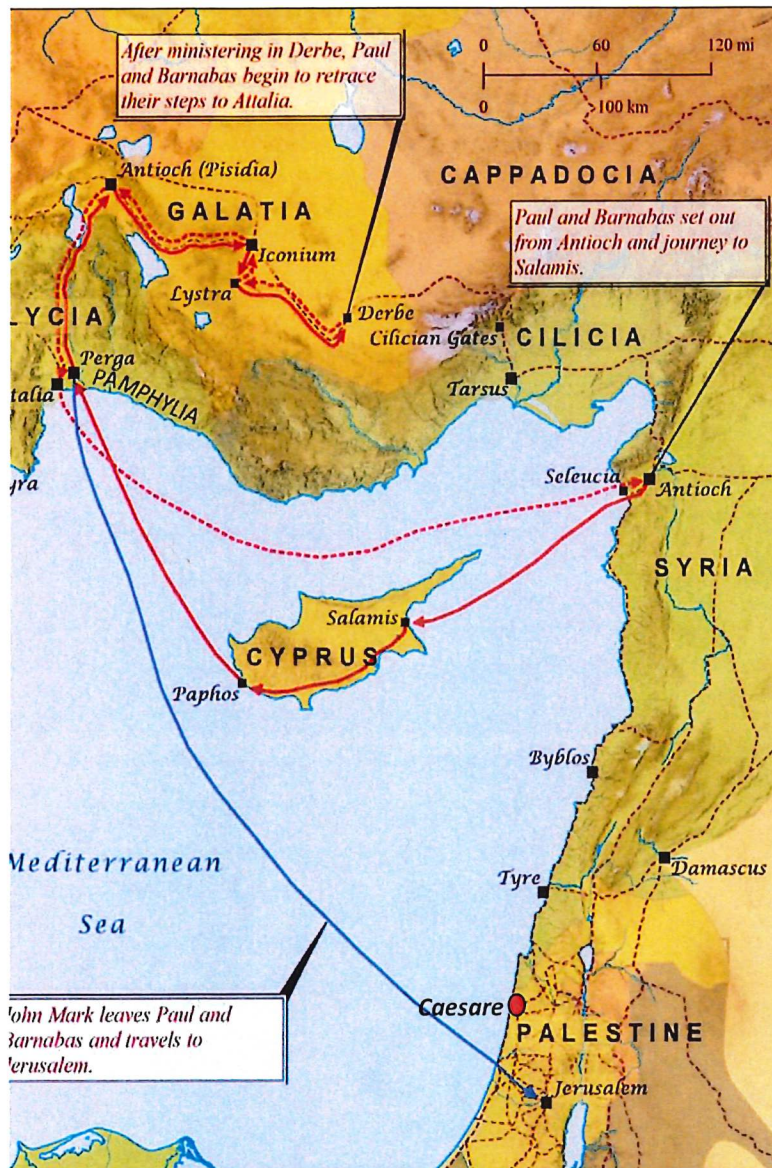 After ministering in Derbe, Paul
and Barnabas begin to retrace
their steps to Attalia.
0 60 120 mi
0 100 km
CAPPADOCIA
Antioch (Pisidia)
GALATIA
Iconium
Lystra
Paul and Barnabas set out
from Antioch and journey to
Salamis.
Derbe
Cilician Gates
CILICIA
LYCIA
Perga
PAMPHYLIA
talia
Tarsus
yra
Seleucia
Antioch
SYRIA
Salamis
CYPRUS
Paphos
Byblos
Mediterranean
Sea
Damascus
Tyre
John Mark leaves Paul and
Barnabas and travels to
Jerusalem.
Caesare
PALESTINE
Jerusalem